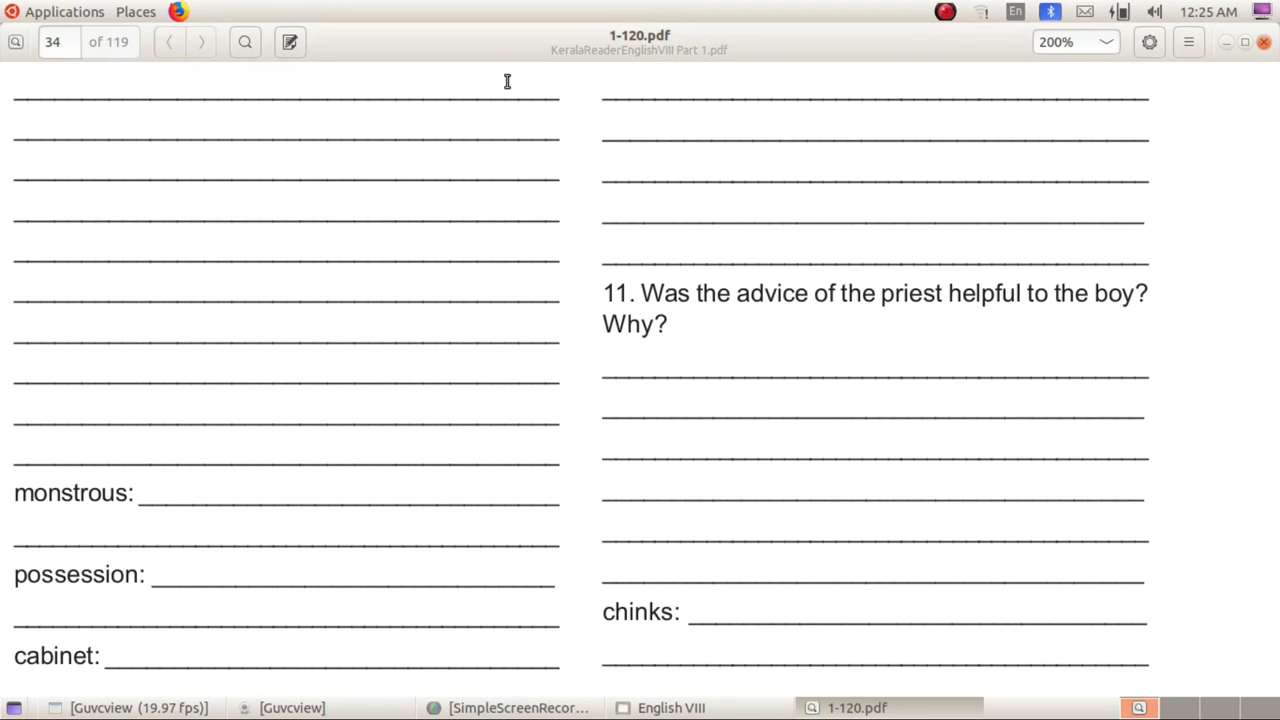 Applications Places En 12:25 AM
34 of 119 1-120.pdf 200%
KeralaReaderEnglishVIII Part 1.pdf
monstrous:
possession:
cabinet:
11. Was the advice of the priest helpful to the boy?
Why?
chinks:
[Guvcview (19.97 fps)] [Guvcview] [SimpleScreenRecor... English VIII 1-120.pdf